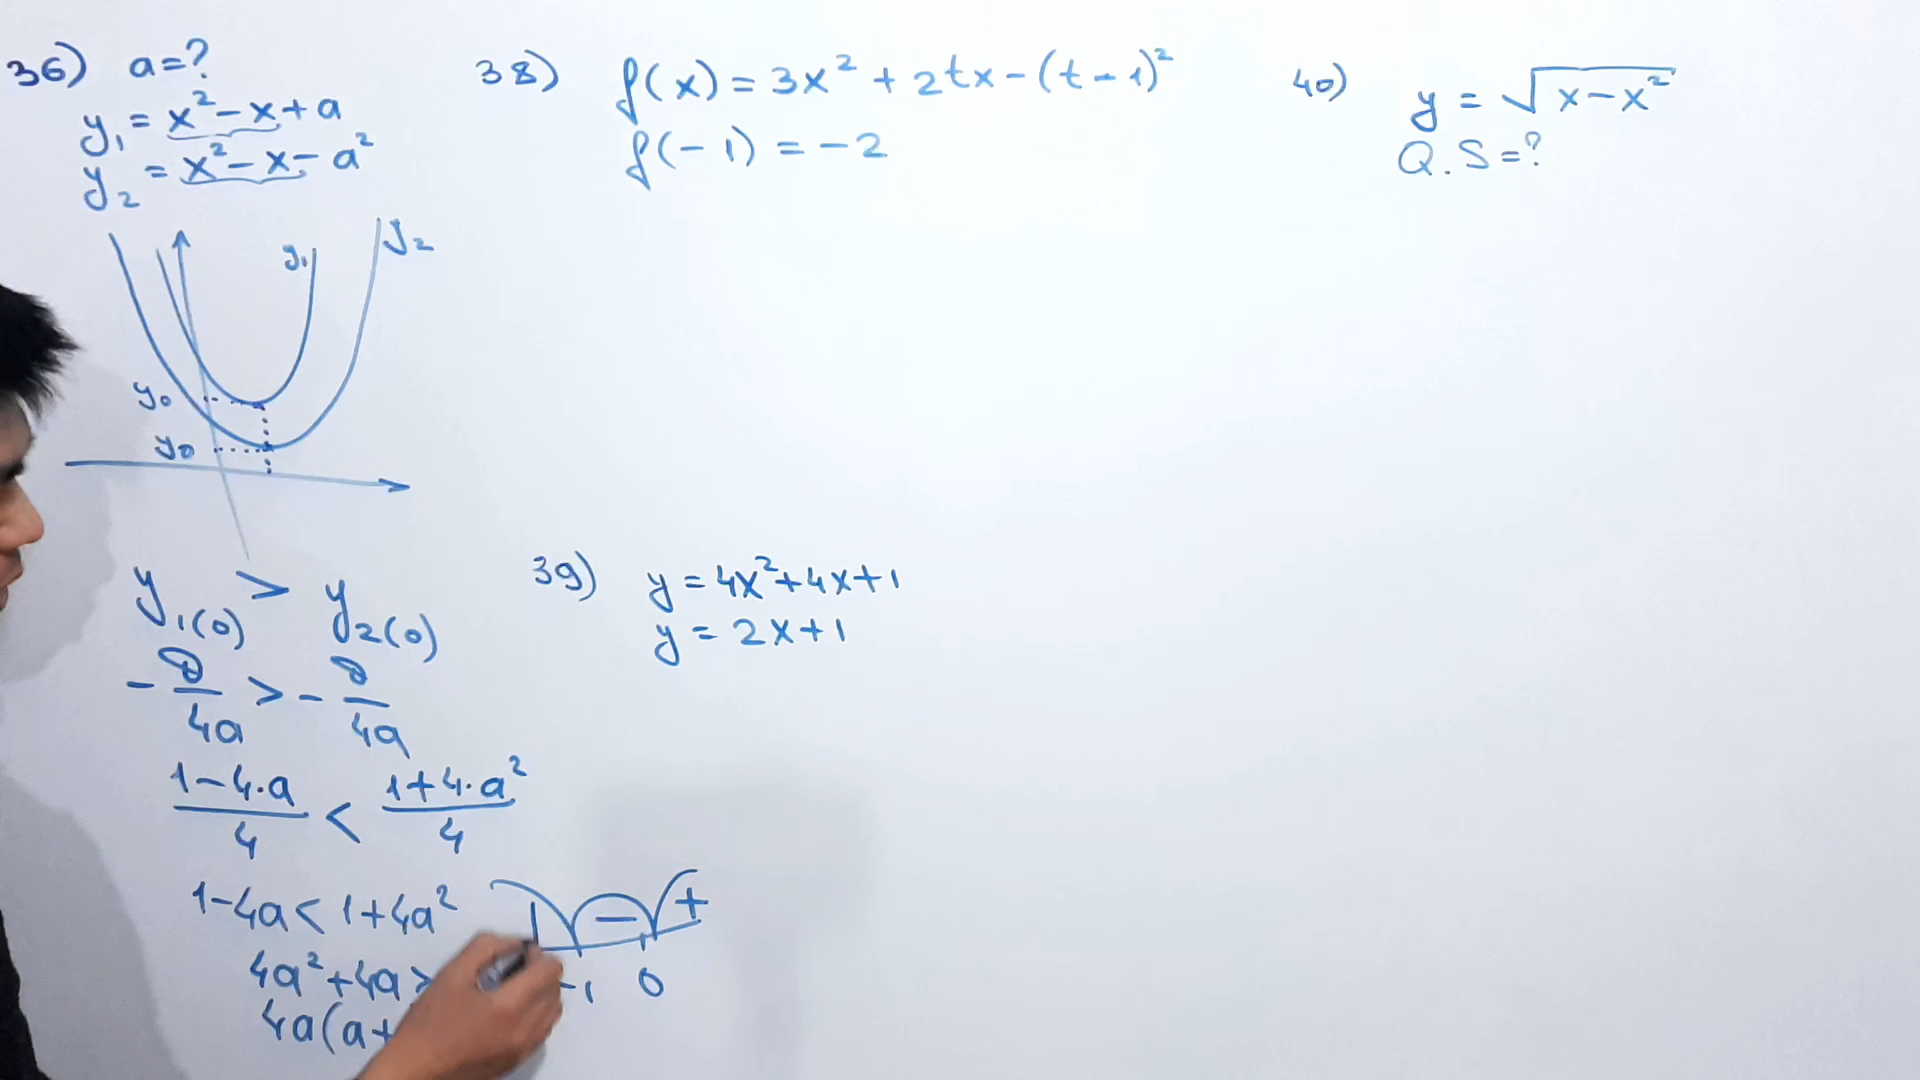 36) a=?
y₁ = x² - x + a
y₂ = x² - x - a²
y₁
y₂
y₀
y₀
y₁₍₀₎ > y₂₍₀₎
- D/4a > - D/4a
(1-4·a)/4 < (1+4·a²)/4
1-4a < 1+4a²
4a²+4a >
4a(a+
- +
-1 0
38) f(x) = 3x² + 2tx - (t-1)²
f(-1) = -2
39) y = 4x²+4x+1
y = 2x+1
40) y = √(x-x²)
Q.S=?